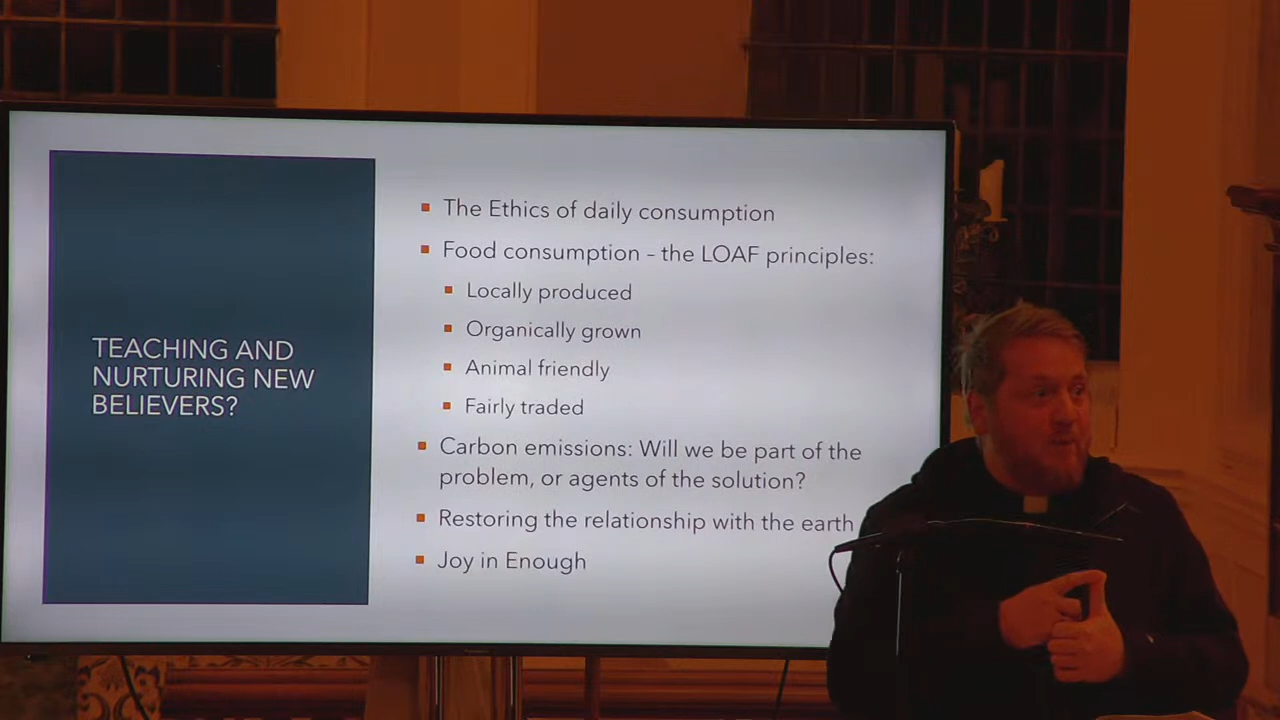 TEACHING AND
NURTURING NEW
BELIEVERS?
The Ethics of daily consumption
Food consumption – the LOAF principles:
Locally produced
Organically grown
Animal friendly
Fairly traded
Carbon emissions: Will we be part of the
problem, or agents of the solution?
Restoring the relationship with the earth
Joy in Enough